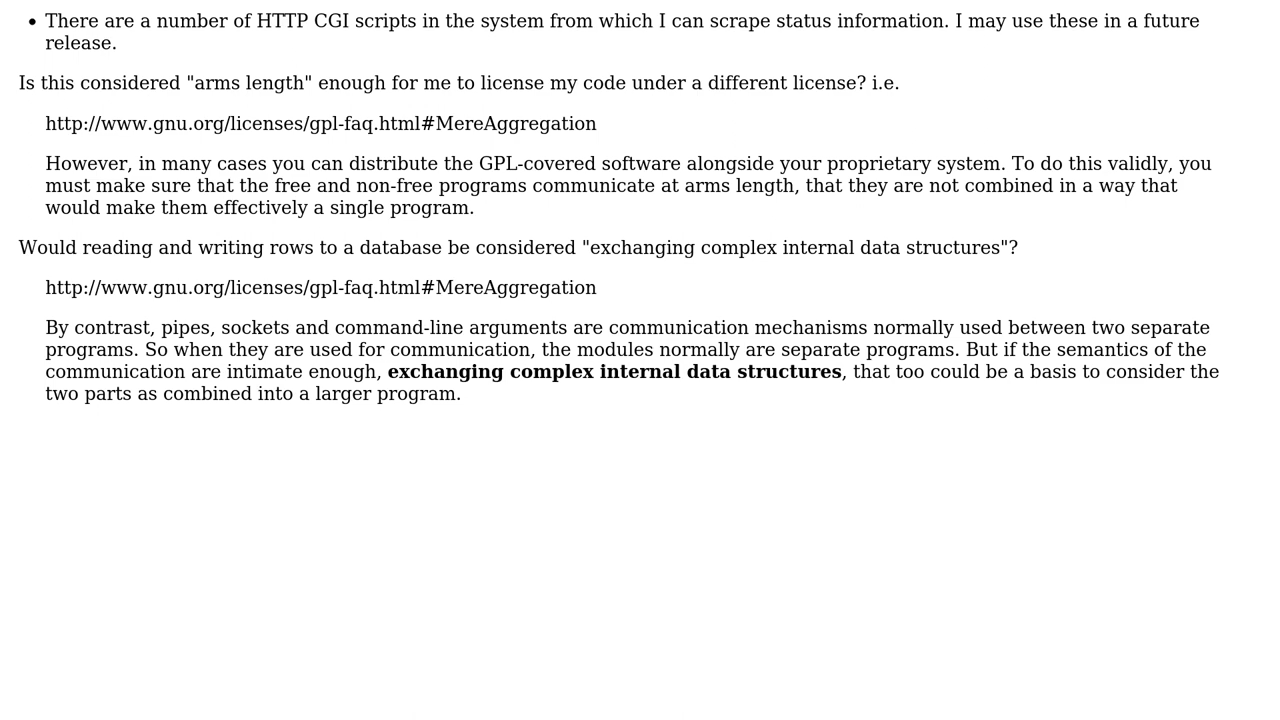 • There are a number of HTTP CGI scripts in the system from which I can scrape status information. I may use these in a future
release.
Is this considered "arms length" enough for me to license my code under a different license? i.e.
http://www.gnu.org/licenses/gpl-faq.html#MereAggregation
However, in many cases you can distribute the GPL-covered software alongside your proprietary system. To do this validly, you
must make sure that the free and non-free programs communicate at arms length, that they are not combined in a way that
would make them effectively a single program.
Would reading and writing rows to a database be considered "exchanging complex internal data structures"?
http://www.gnu.org/licenses/gpl-faq.html#MereAggregation
By contrast, pipes, sockets and command-line arguments are communication mechanisms normally used between two separate
programs. So when they are used for communication, the modules normally are separate programs. But if the semantics of the
communication are intimate enough, exchanging complex internal data structures, that too could be a basis to consider the
two parts as combined into a larger program.